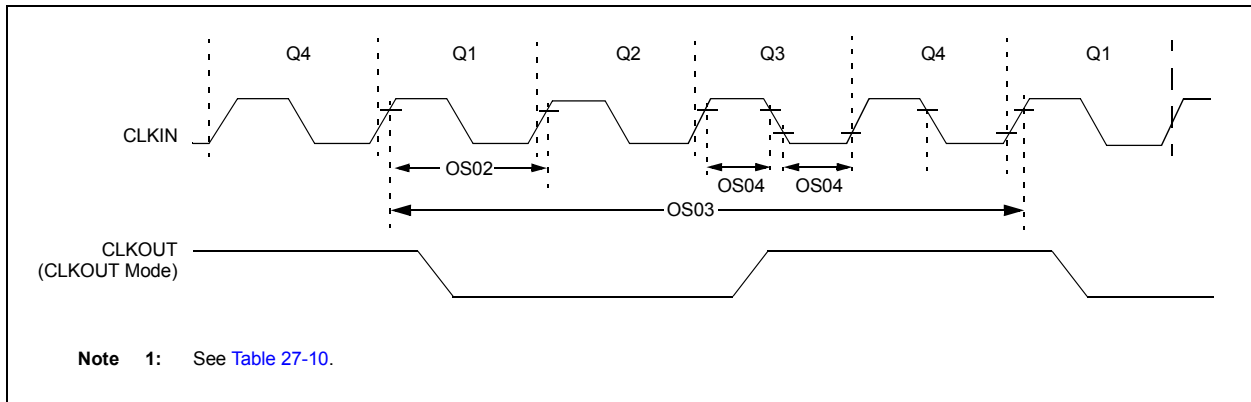 Q4 Q1 Q2 Q3 Q4 Q1
CLKIN
OS02
OS04 OS04
OS03
CLKOUT
(CLKOUT Mode)
Note 1: See Table 27-10.